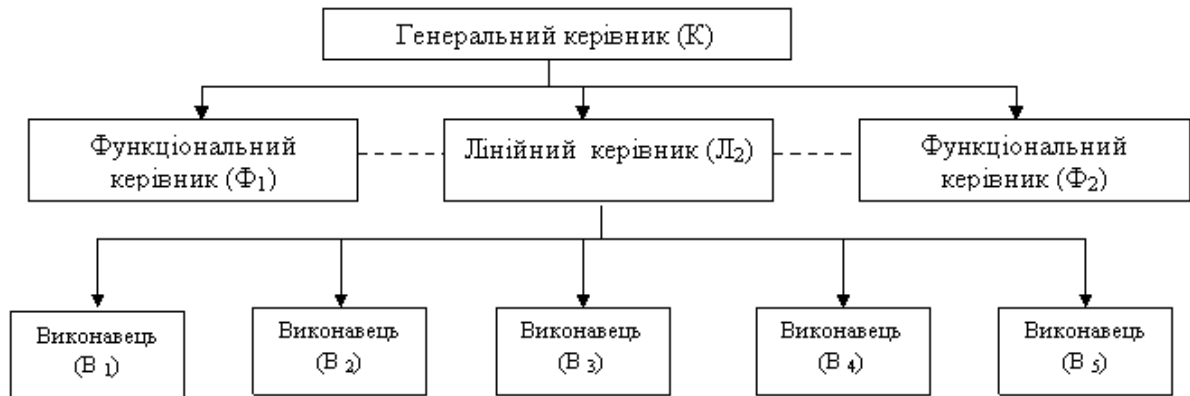 Генеральний керівник (К)
Функціональний
керівник (Ф₁)
Лінійний керівник (Л₂)
Функціональний
керівник (Ф₂)
Виконавець
(В ₁)
Виконавець
(В ₂)
Виконавець
(В ₃)
Виконавець
(В ₄)
Виконавець
(В ₅)